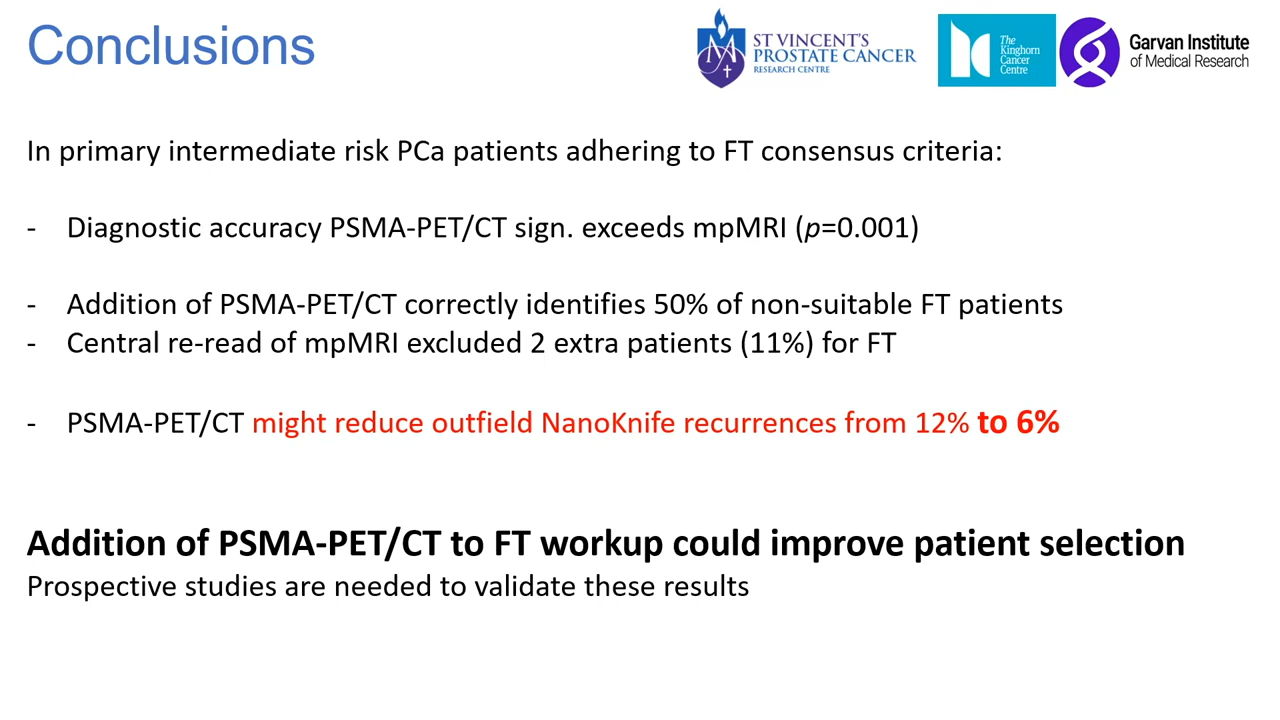 Conclusions
ST VINCENT'S
PROSTATE CANCER
RESEARCH CENTRE
The
Kinghorn
Cancer
Centre
Garvan Institute
of Medical Research
In primary intermediate risk PCa patients adhering to FT consensus criteria:
- Diagnostic accuracy PSMA-PET/CT sign. exceeds mpMRI (p=0.001)
- Addition of PSMA-PET/CT correctly identifies 50% of non-suitable FT patients
- Central re-read of mpMRI excluded 2 extra patients (11%) for FT
- PSMA-PET/CT might reduce outfield NanoKnife recurrences from 12% to 6%
Addition of PSMA-PET/CT to FT workup could improve patient selection
Prospective studies are needed to validate these results